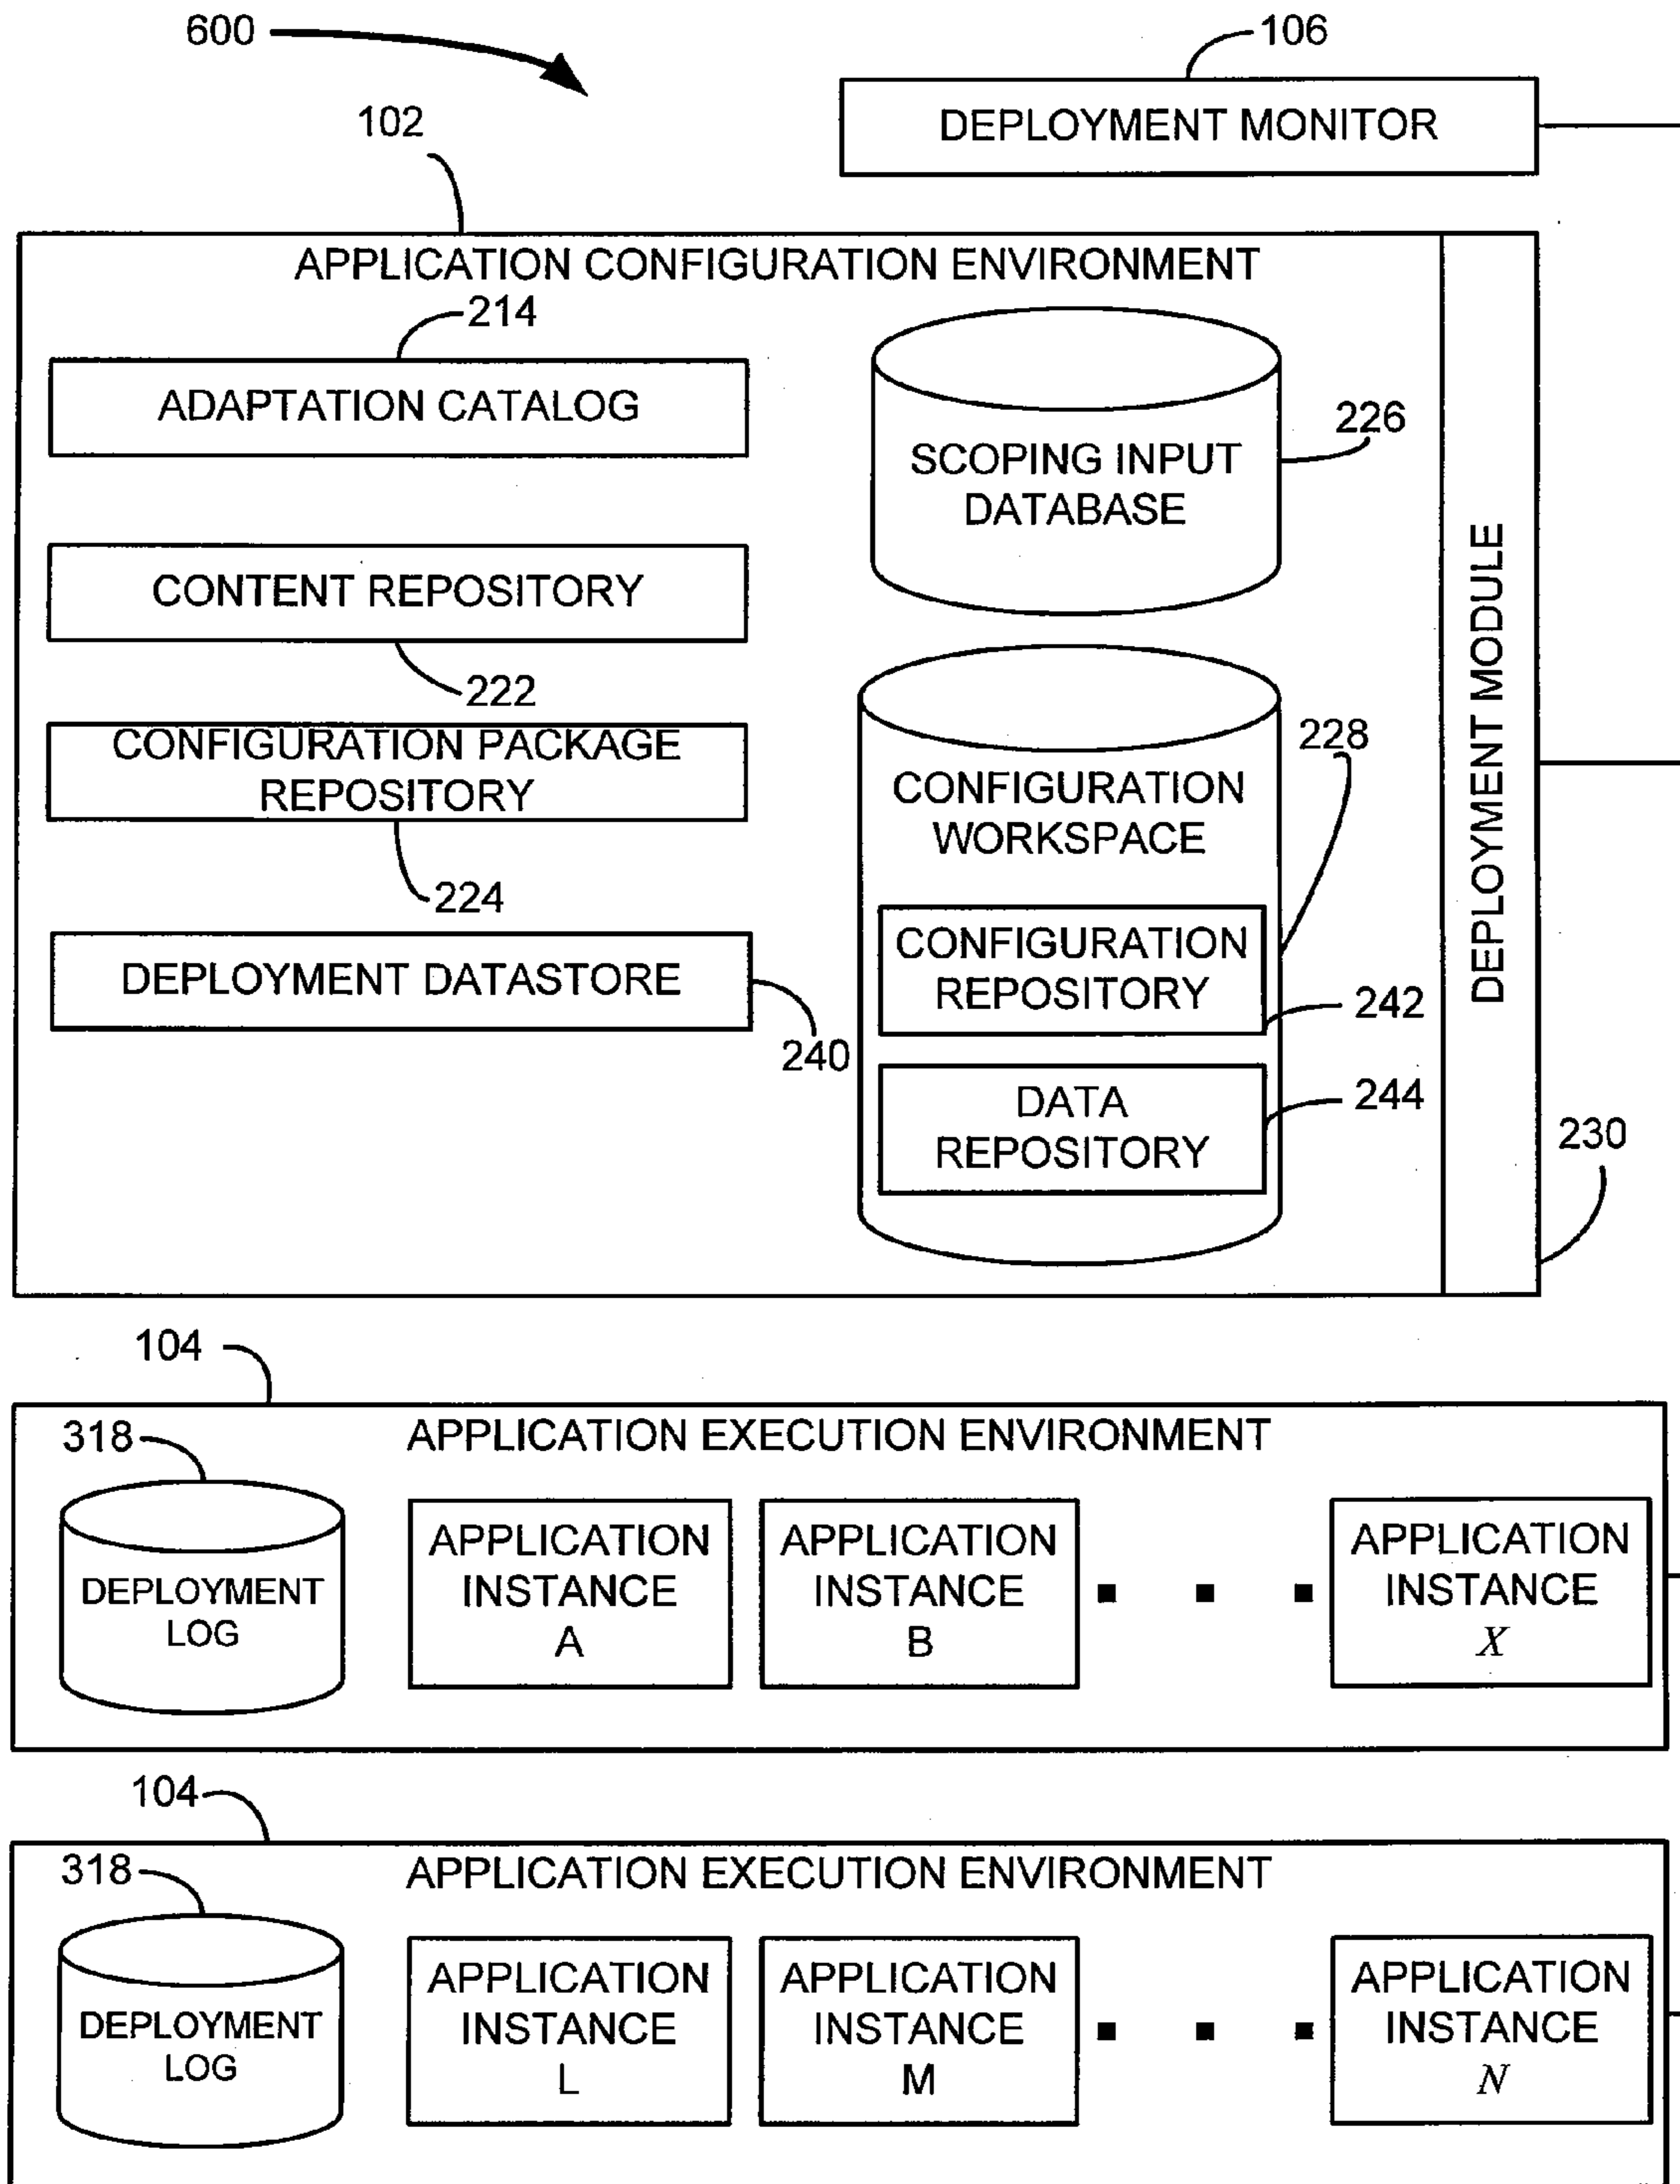 600
106
DEPLOYMENT MONITOR
102
APPLICATION CONFIGURATION ENVIRONMENT
214
ADAPTATION CATALOG
SCOPING INPUT
DATABASE
226
CONTENT REPOSITORY
222
CONFIGURATION PACKAGE
REPOSITORY
224
DEPLOYMENT DATASTORE
240
CONFIGURATION
WORKSPACE
228
CONFIGURATION
REPOSITORY
242
DATA
REPOSITORY
244
DEPLOYMENT MODULE
230
104
APPLICATION EXECUTION ENVIRONMENT
318
DEPLOYMENT
LOG
APPLICATION
INSTANCE
A
APPLICATION
INSTANCE
B
APPLICATION
INSTANCE
X
104
APPLICATION EXECUTION ENVIRONMENT
318
DEPLOYMENT
LOG
APPLICATION
INSTANCE
L
APPLICATION
INSTANCE
M
APPLICATION
INSTANCE
N